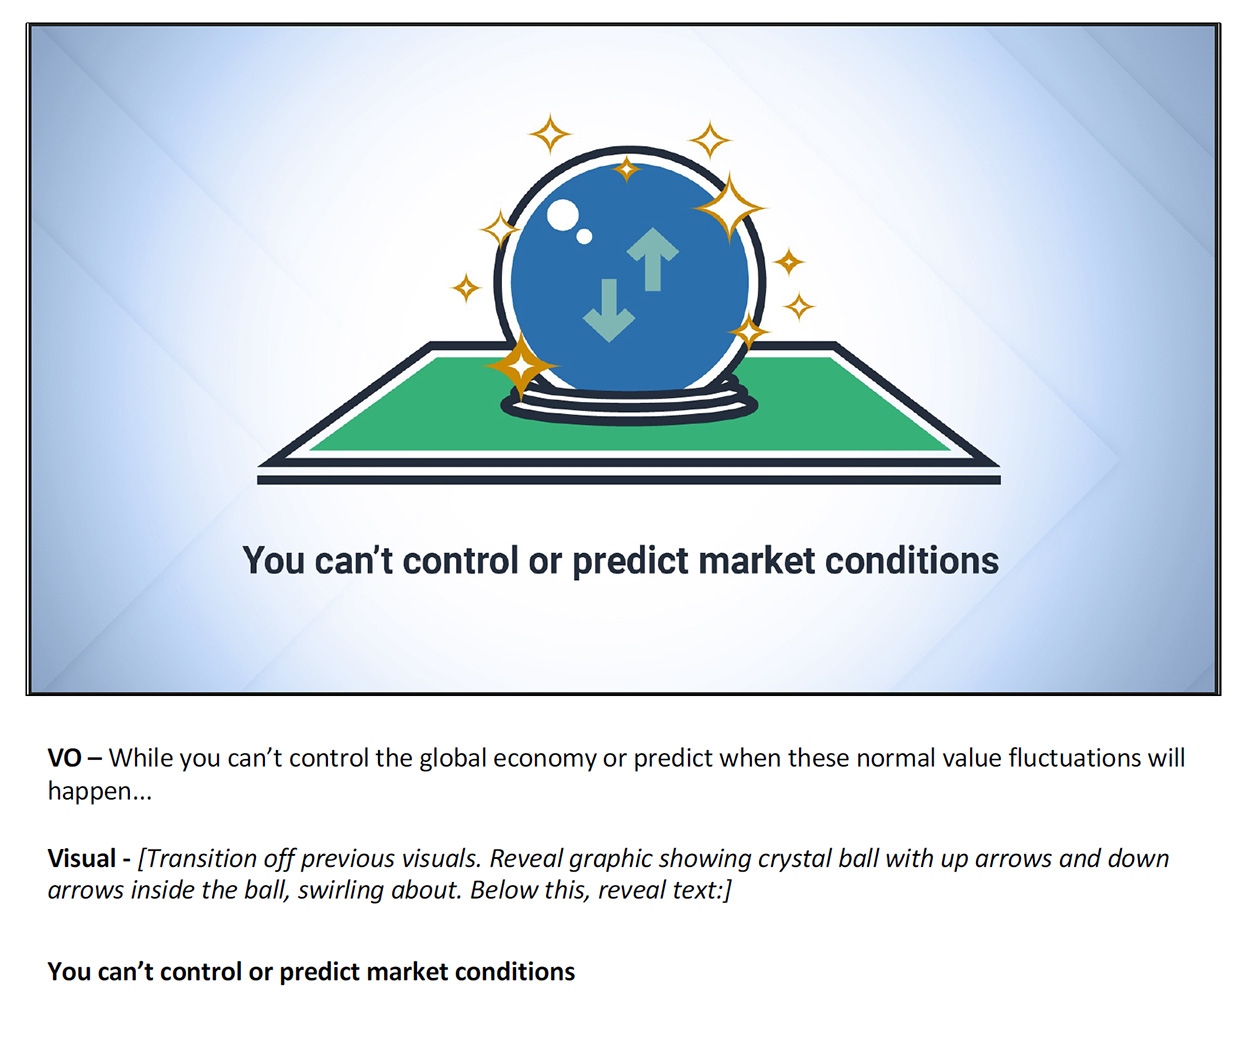 You can’t control or predict market conditions
VO – While you can’t control the global economy or predict when these normal value fluctuations will
happen...
Visual - [Transition off previous visuals. Reveal graphic showing crystal ball with up arrows and down
arrows inside the ball, swirling about. Below this, reveal text:]
You can’t control or predict market conditions